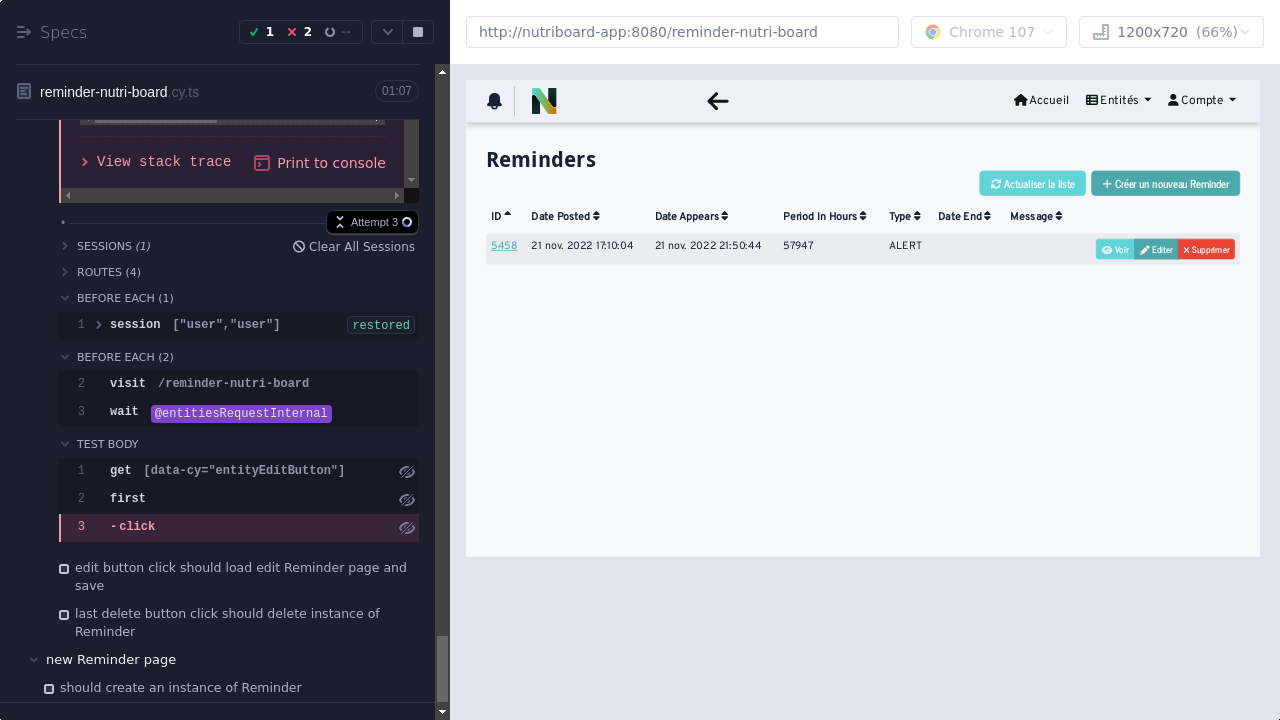 Specs
1
2
--
reminder-nutri-board.cy.ts
01:07
View stack trace
Print to console
Attempt 3
SESSIONS (1)
Clear All Sessions
ROUTES (4)
BEFORE EACH (1)
1 session ["user","user"] restored
BEFORE EACH (2)
2 visit /reminder-nutri-board
3 wait @entitiesRequestInternal
TEST BODY
1 get [data-cy="entityEditButton"]
2 first
3 -click
edit button click should load edit Reminder page and
save
last delete button click should delete instance of
Reminder
new Reminder page
should create an instance of Reminder
http://nutriboard-app:8080/reminder-nutri-board
Chrome 107
1200x720 (66%)
N
Accueil
Entités
Compte
Reminders
Actualiser la liste
Créer un nouveau Reminder
ID Date Posted Date Appears Period In Hours Type Date End Message
5458 21 nov. 2022 17:10:04 21 nov. 2022 21:50:44 57947 ALERT
Voir Editer Supprimer